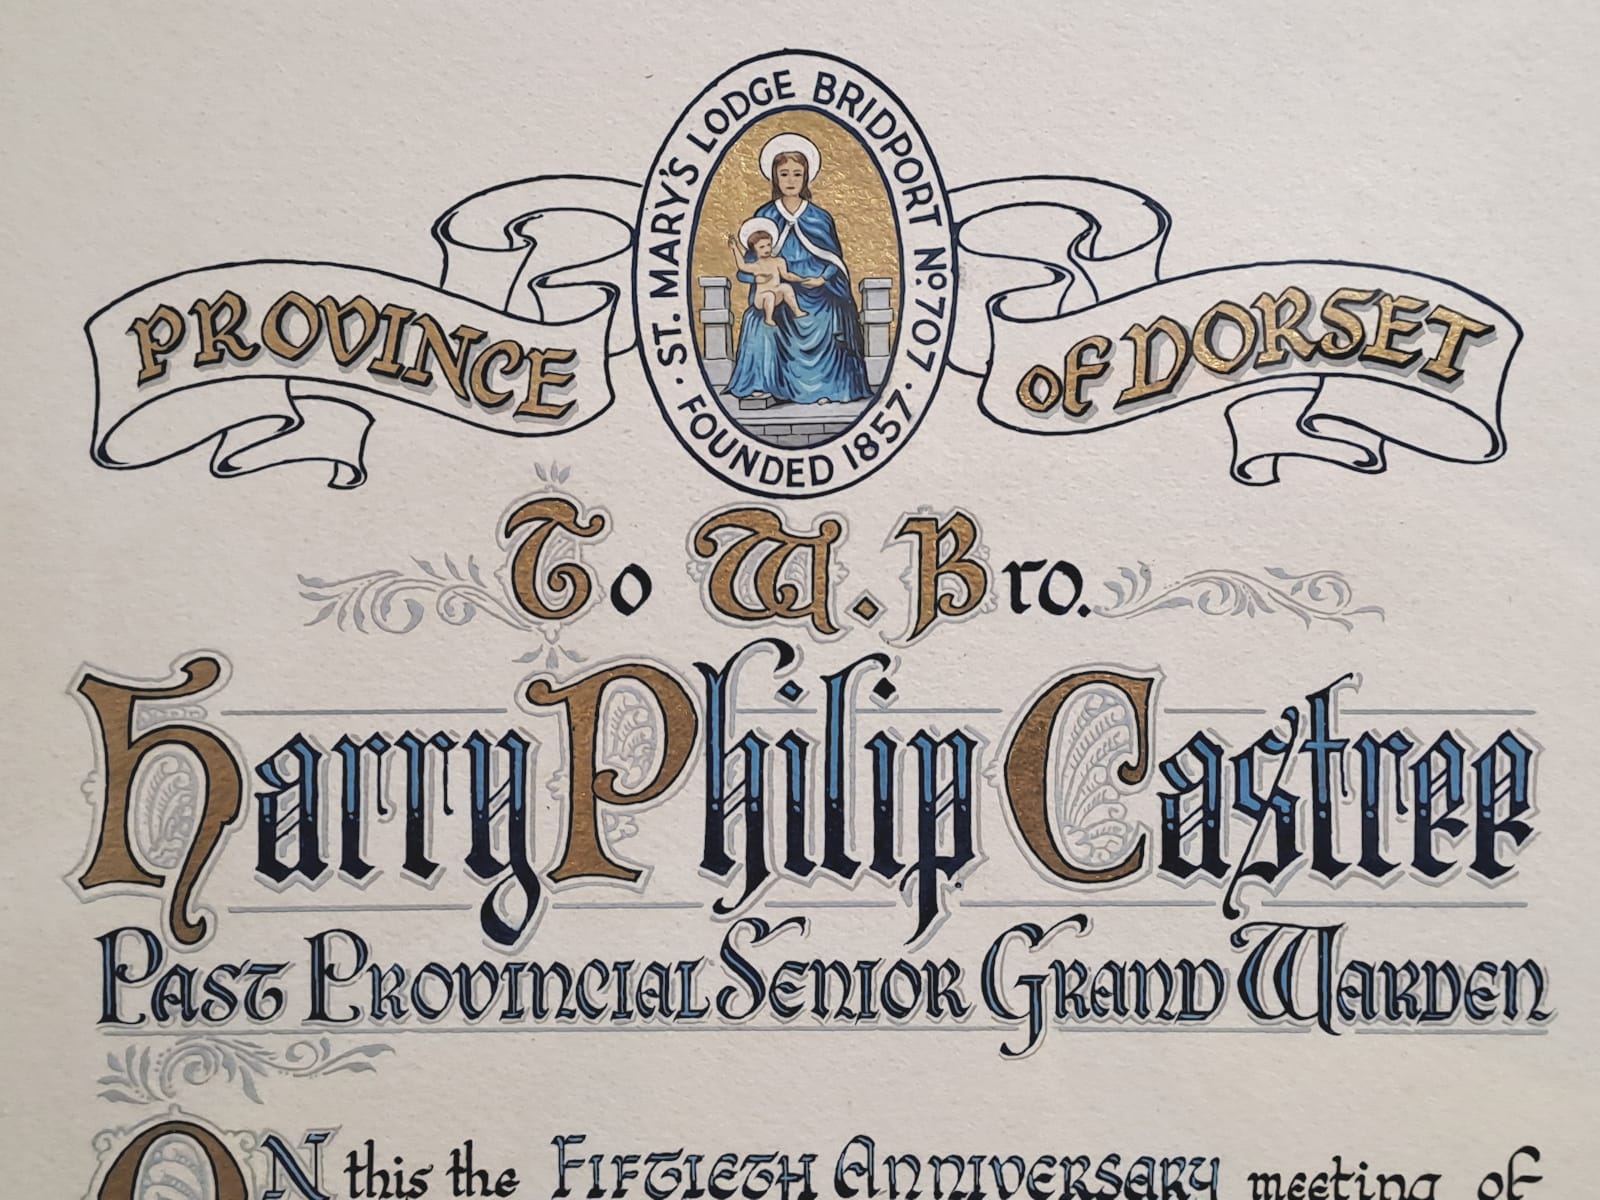 ST. MARY'S LODGE BRIDPORT No. 707.
· FOUNDED 1857 ·
PROVINCE of DORSET
To W. Bro.
Harry Philip Castree
Past Provincial Senior Grand Warden
ON this the FIFTIETH ANNIVERSARY meeting of